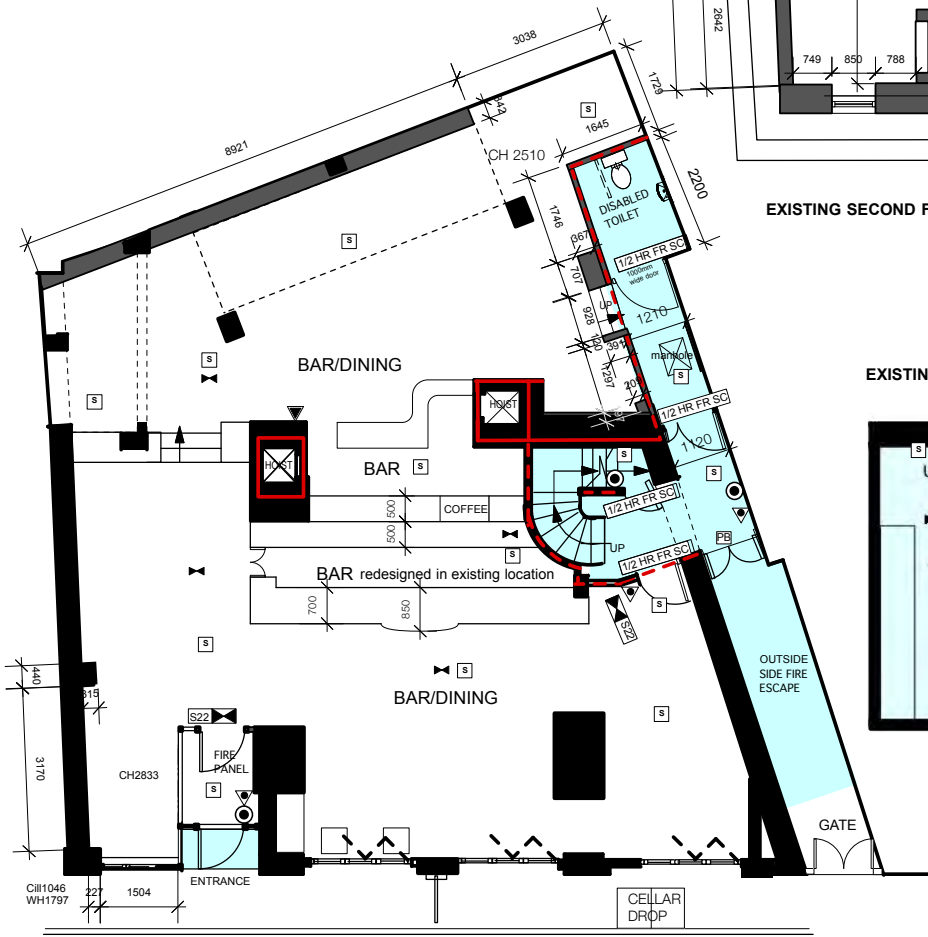 2642
749
850
788
3038
1729
342
S
1645
8921
CH 2510
2200
DISABLED
TOILET
EXISTING SECOND F
1746
367
S
1/2 HR FR SC
1000mm
wide door
707
UP
928
1210
120
391
manhole
S
BAR/DINING
S
1297
205
EXISTIN
S
HOIST
1/2 HR FR SC
1120
S
HOIST
BAR
S
S
S
500
COFFEE
1/2 HR FR SC
500
S
UP
PB
1/2 HR FR SC
BAR redesigned in existing location
700
850
S
S22
S
OUTSIDE
SIDE FIRE
ESCAPE
440
S
BAR/DINING
315
S22
S
FIRE
PANEL
3170
CH2833
S
GATE
ENTRANCE
Cill1046
WH1797
227
1504
CELLAR
DROP